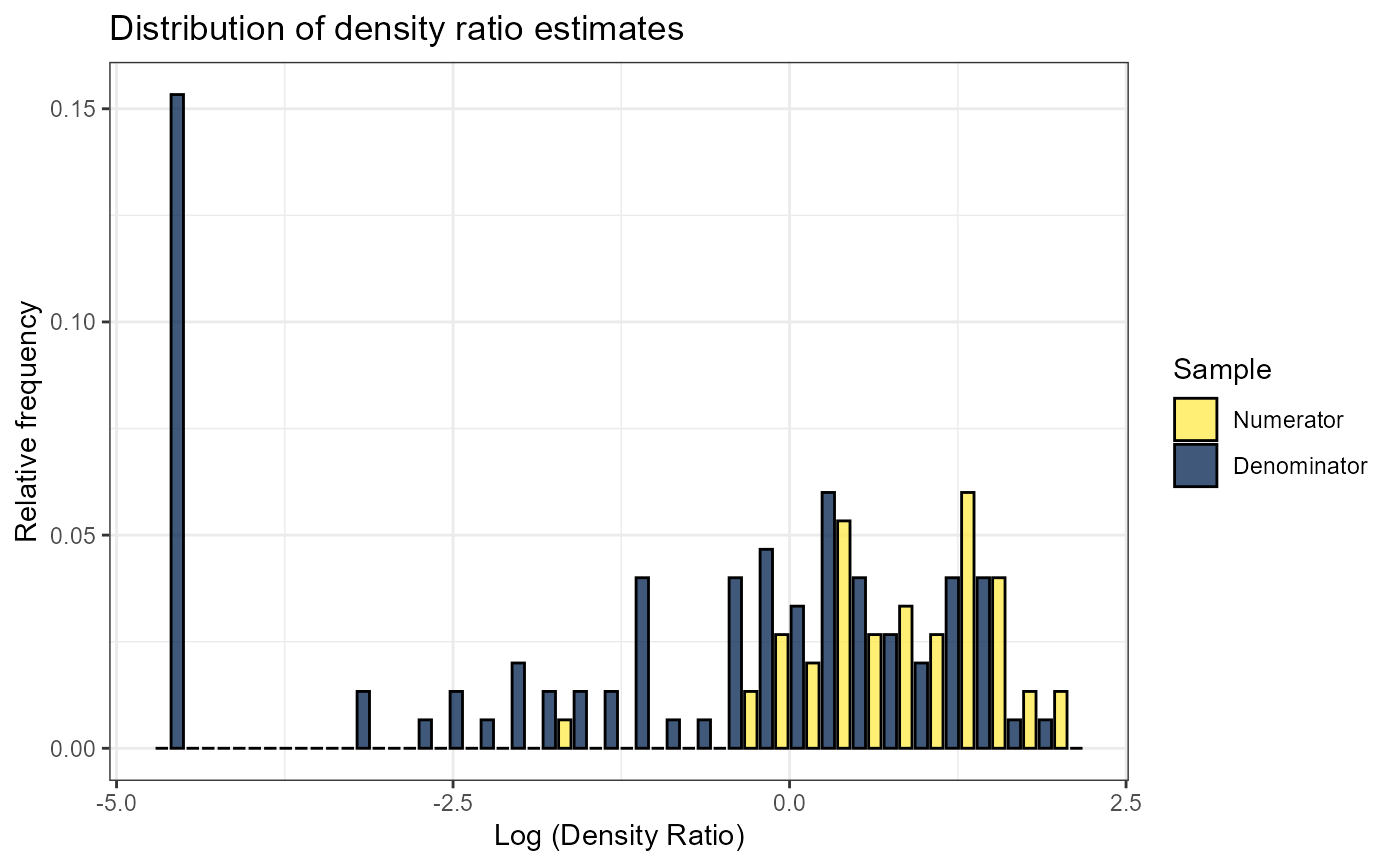 Distribution of density ratio estimates
0.15
0.10
0.05
0.00
Relative frequency
-5.0
-2.5
0.0
2.5
Log (Density Ratio)
Sample
Numerator
Denominator